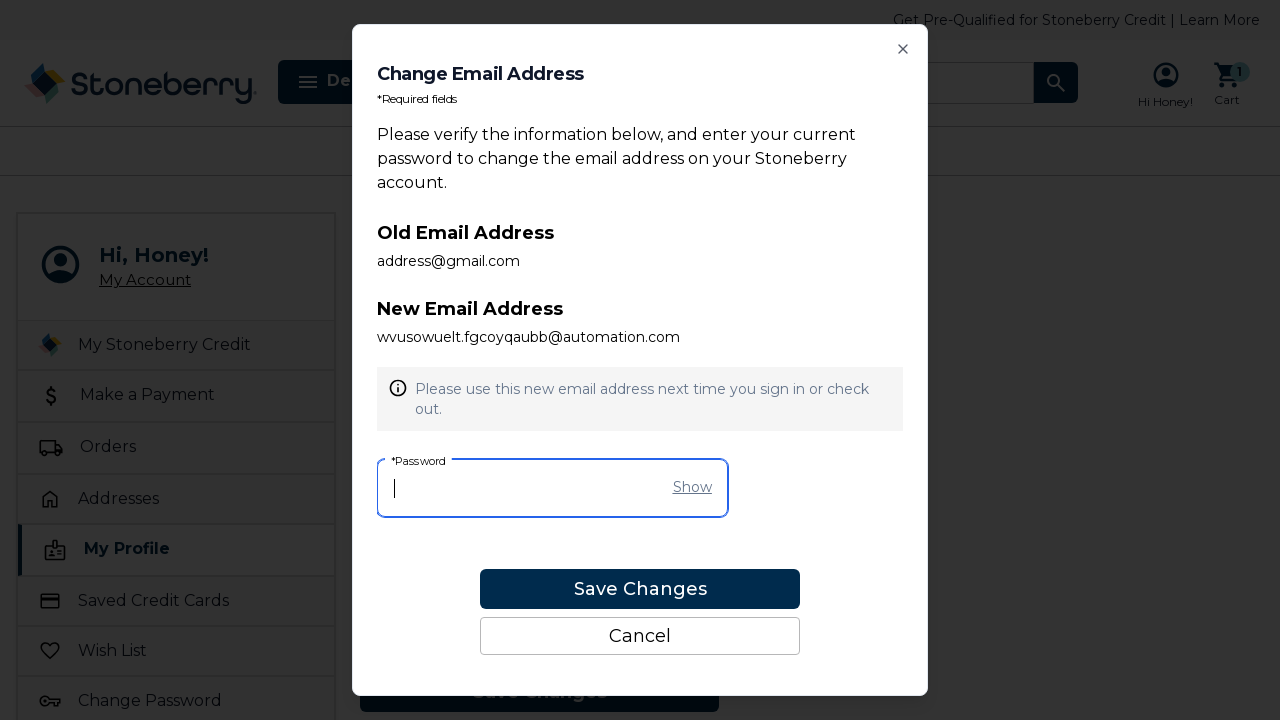 Get Pre-Qualified for Stoneberry Credit | Learn More
Stoneberry.
De
1
Hi Honey!
Cart
Change Email Address
*Required fields
Please verify the information below, and enter your current
password to change the email address on your Stoneberry
account.
Old Email Address
address@gmail.com
New Email Address
wvusowuelt.fgcoyqaubb@automation.com
Please use this new email address next time you sign in or check
out.
*Password
Show
Save Changes
Cancel
Hi, Honey!
My Account
My Stoneberry Credit
Make a Payment
Orders
Addresses
My Profile
Saved Credit Cards
Wish List
Change Password
Save Changes